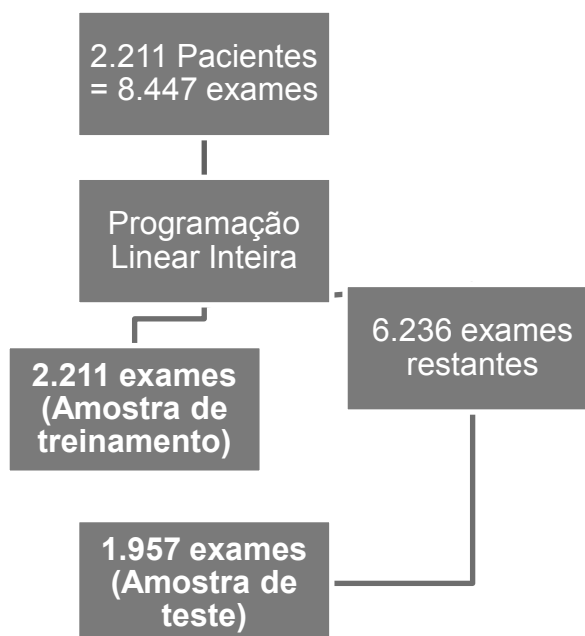 2.211 Pacientes
= 8.447 exames
Programação
Linear Inteira
6.236 exames
restantes
2.211 exames
(Amostra de
treinamento)
1.957 exames
(Amostra de
teste)